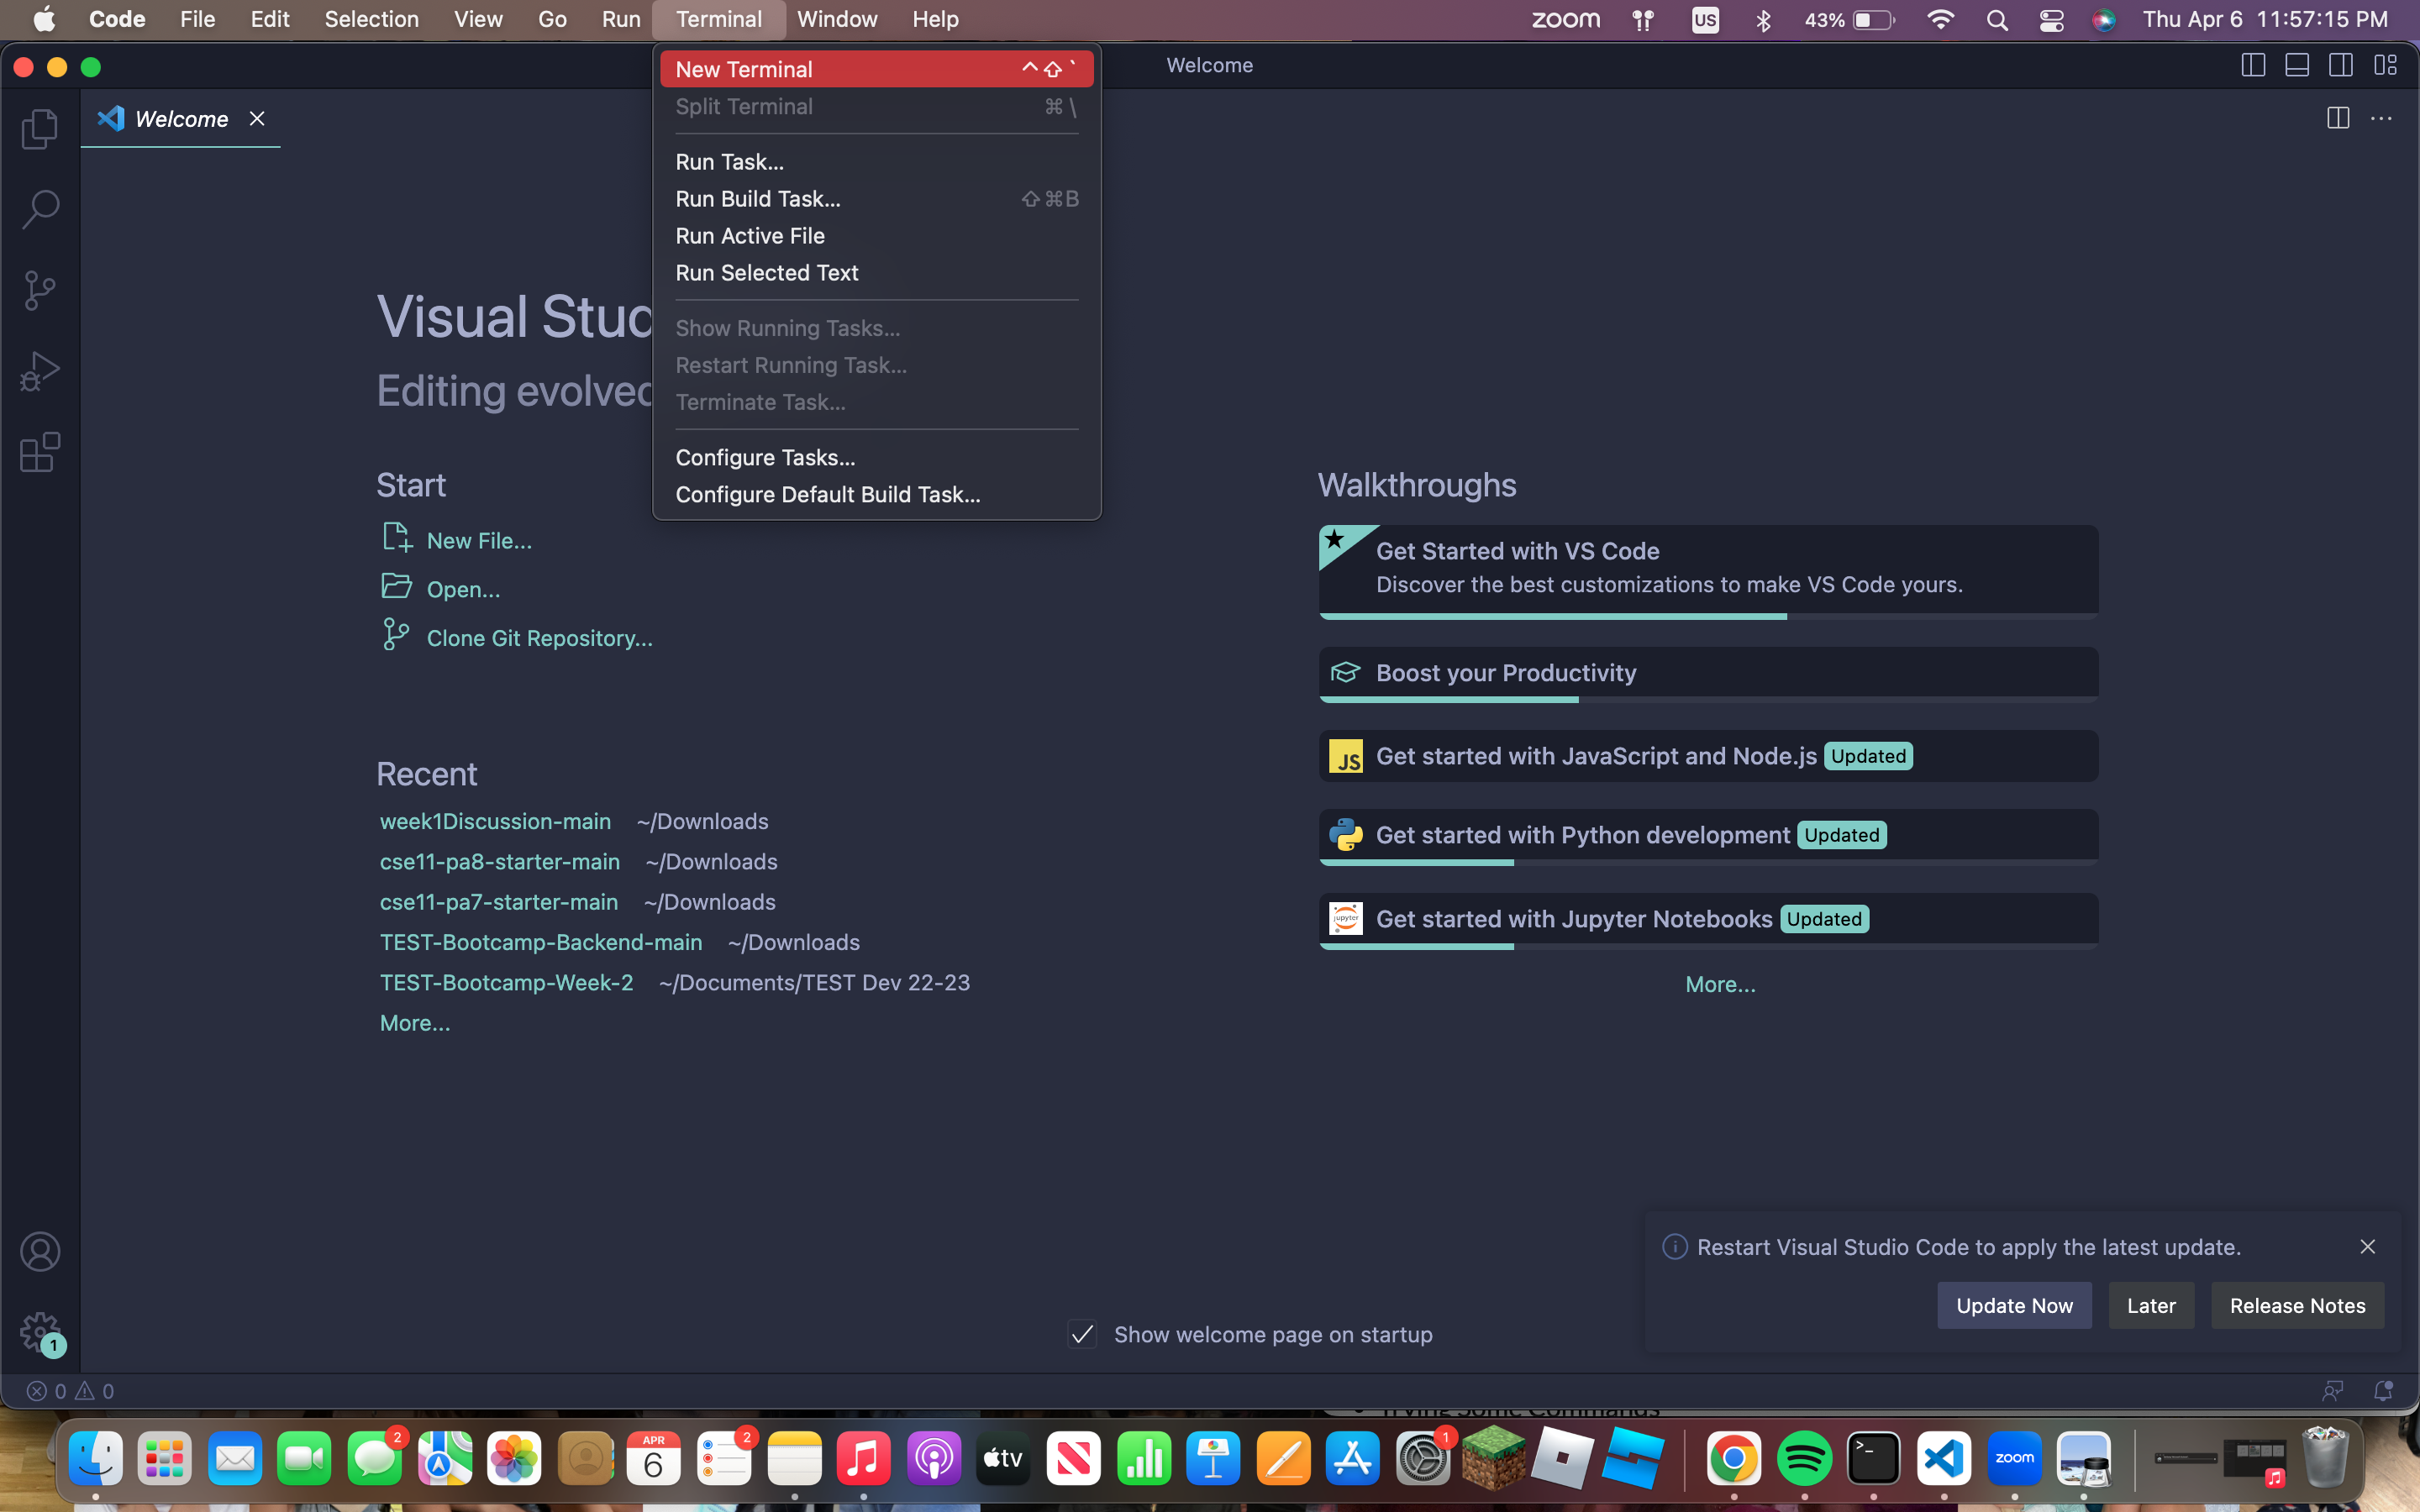 Code File Edit Selection View Go Run Terminal Window Help zoom US 43% Thu Apr 6 11:57:15 PM
Welcome
Welcome
New Terminal ^⇧`
Split Terminal ⌘\
Run Task...
Run Build Task... ⇧⌘B
Run Active File
Run Selected Text
Show Running Tasks...
Restart Running Task...
Terminate Task...
Configure Tasks...
Configure Default Build Task...
Visual Stud
Editing evolved
Start
New File...
Open...
Clone Git Repository...
Recent
week1Discussion-main ~/Downloads
cse11-pa8-starter-main ~/Downloads
cse11-pa7-starter-main ~/Downloads
TEST-Bootcamp-Backend-main ~/Downloads
TEST-Bootcamp-Week-2 ~/Documents/TEST Dev 22-23
More...
Walkthroughs
Get Started with VS Code
Discover the best customizations to make VS Code yours.
Boost your Productivity
JS Get started with JavaScript and Node.js Updated
Get started with Python development Updated
jupyter Get started with Jupyter Notebooks Updated
More...
Restart Visual Studio Code to apply the latest update.
Update Now Later Release Notes
Show welcome page on startup
1
0 0
Trying Some Commands
2 APR 6 2 tv 1 >_ zoom